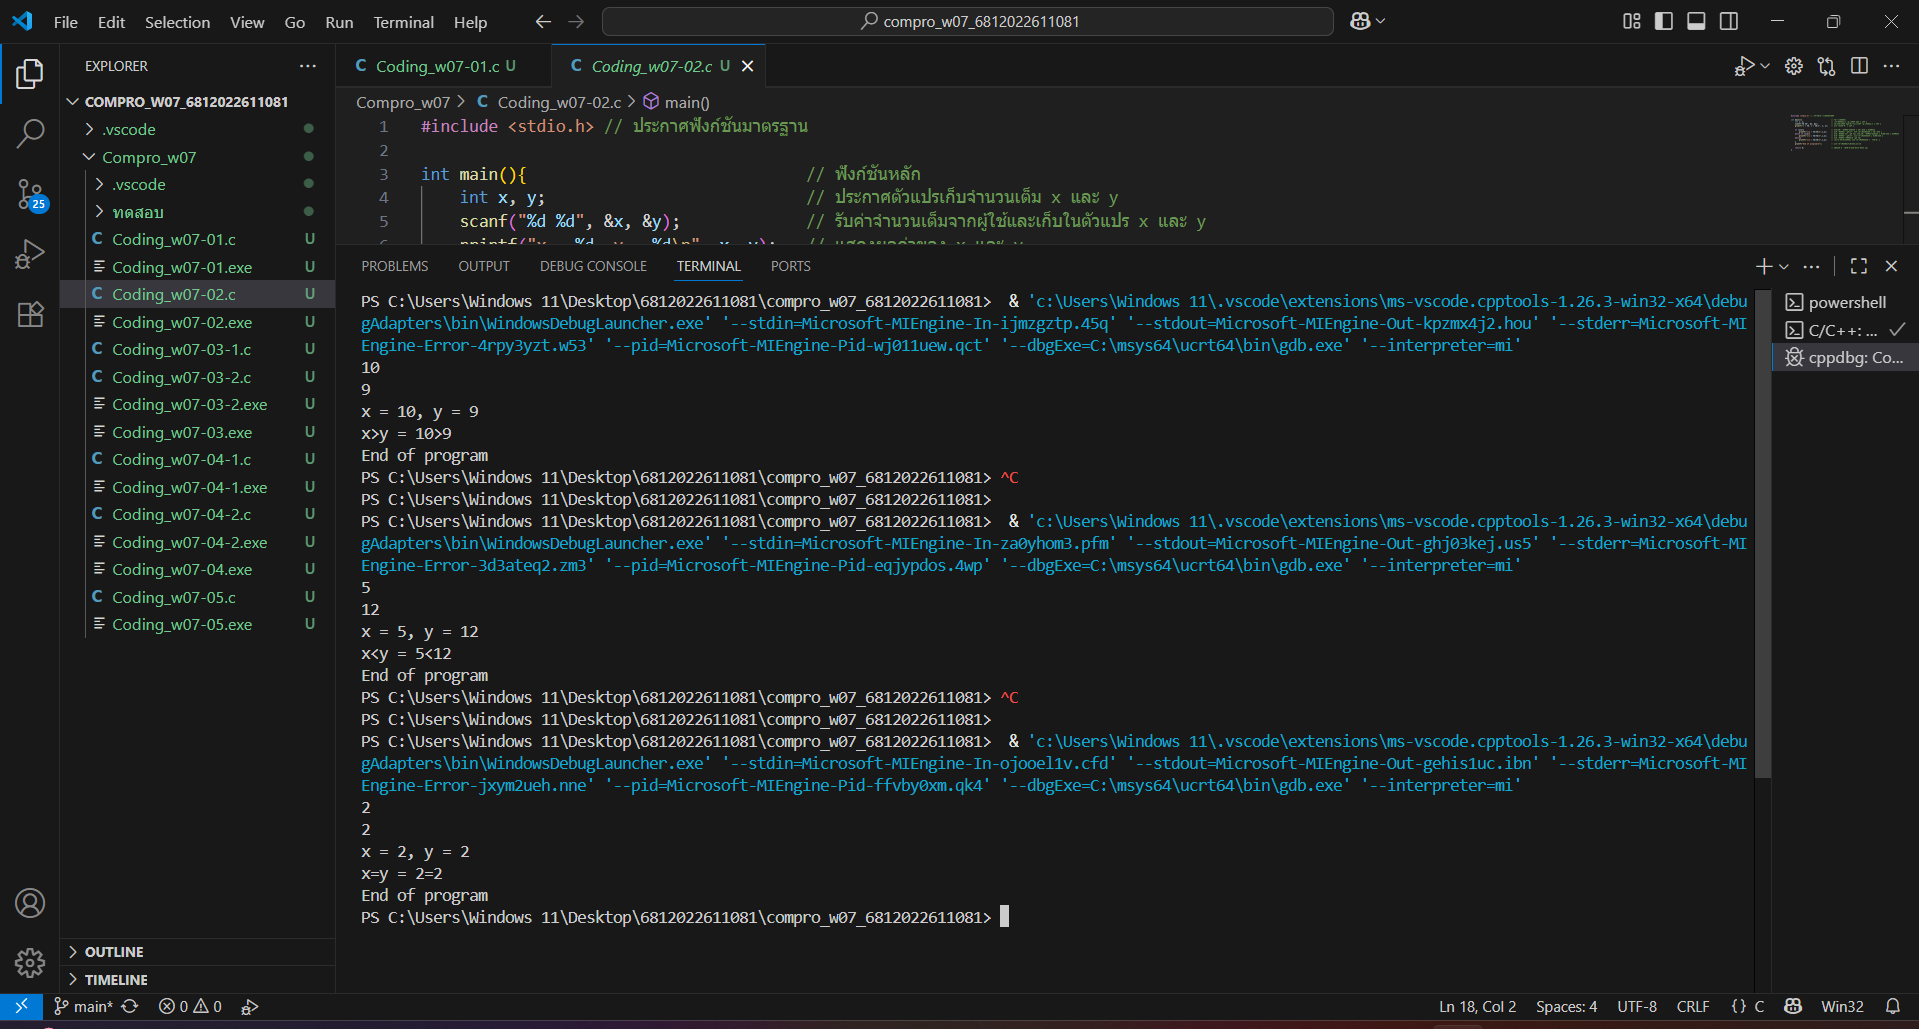 File Edit Selection View Go Run Terminal Help
compro_w07_6812022611081
EXPLORER
COMPRO_W07_6812022611081
.vscode
Compro_w07
.vscode
ทดสอบ
Coding_w07-01.c U
Coding_w07-01.exe U
Coding_w07-02.c U
Coding_w07-02.exe U
Coding_w07-03-1.c U
Coding_w07-03-2.c U
Coding_w07-03-2.exe U
Coding_w07-03.exe U
Coding_w07-04-1.c U
Coding_w07-04-1.exe U
Coding_w07-04-2.c U
Coding_w07-04-2.exe U
Coding_w07-04.exe U
Coding_w07-05.c U
Coding_w07-05.exe U
OUTLINE
TIMELINE
25
C Coding_w07-01.c U
C Coding_w07-02.c U
Compro_w07 > C Coding_w07-02.c > main()
1 #include <stdio.h> // ประกาศฟังก์ชันมาตรฐาน
2
3 int main(){ // ฟังก์ชันหลัก
4 int x, y; // ประกาศตัวแปรเก็บจำนวนเต็ม x และ y
5 scanf("%d %d", &x, &y); // รับค่าจำนวนเต็มจากผู้ใช้และเก็บในตัวแปร x และ y
PROBLEMS OUTPUT DEBUG CONSOLE TERMINAL PORTS
PS C:\Users\Windows 11\Desktop\6812022611081\compro_w07_6812022611081>  & 'c:\Users\Windows 11\.vscode\extensions\ms-vscode.cpptools-1.26.3-win32-x64\debu
gAdapters\bin\WindowsDebugLauncher.exe' '--stdin=Microsoft-MIEngine-In-ijmzgztp.45q' '--stdout=Microsoft-MIEngine-Out-kpzmx4j2.hou' '--stderr=Microsoft-MI
Engine-Error-4rpy3yzt.w53' '--pid=Microsoft-MIEngine-Pid-wj011uew.qct' '--dbgExe=C:\msys64\ucrt64\bin\gdb.exe' '--interpreter=mi'
10
9
x = 10, y = 9
x>y = 10>9
End of program
PS C:\Users\Windows 11\Desktop\6812022611081\compro_w07_6812022611081> ^C
PS C:\Users\Windows 11\Desktop\6812022611081\compro_w07_6812022611081>
PS C:\Users\Windows 11\Desktop\6812022611081\compro_w07_6812022611081>  & 'c:\Users\Windows 11\.vscode\extensions\ms-vscode.cpptools-1.26.3-win32-x64\debu
gAdapters\bin\WindowsDebugLauncher.exe' '--stdin=Microsoft-MIEngine-In-za0yhom3.pfm' '--stdout=Microsoft-MIEngine-Out-ghj03kej.us5' '--stderr=Microsoft-MI
Engine-Error-3d3ateq2.zm3' '--pid=Microsoft-MIEngine-Pid-eqjypdos.4wp' '--dbgExe=C:\msys64\ucrt64\bin\gdb.exe' '--interpreter=mi'
5
12
x = 5, y = 12
x<y = 5<12
End of program
PS C:\Users\Windows 11\Desktop\6812022611081\compro_w07_6812022611081> ^C
PS C:\Users\Windows 11\Desktop\6812022611081\compro_w07_6812022611081>
PS C:\Users\Windows 11\Desktop\6812022611081\compro_w07_6812022611081>  & 'c:\Users\Windows 11\.vscode\extensions\ms-vscode.cpptools-1.26.3-win32-x64\debu
gAdapters\bin\WindowsDebugLauncher.exe' '--stdin=Microsoft-MIEngine-In-ojooel1v.cfd' '--stdout=Microsoft-MIEngine-Out-gehis1uc.ibn' '--stderr=Microsoft-MI
Engine-Error-jxym2ueh.nne' '--pid=Microsoft-MIEngine-Pid-ffvby0xm.qk4' '--dbgExe=C:\msys64\ucrt64\bin\gdb.exe' '--interpreter=mi'
2
2
x = 2, y = 2
x=y = 2=2
End of program
PS C:\Users\Windows 11\Desktop\6812022611081\compro_w07_6812022611081>
powershell
C/C++: ...
cppdbg: Co...
main* 0 0
Ln 18, Col 2 Spaces: 4 UTF-8 CRLF {} C Win32